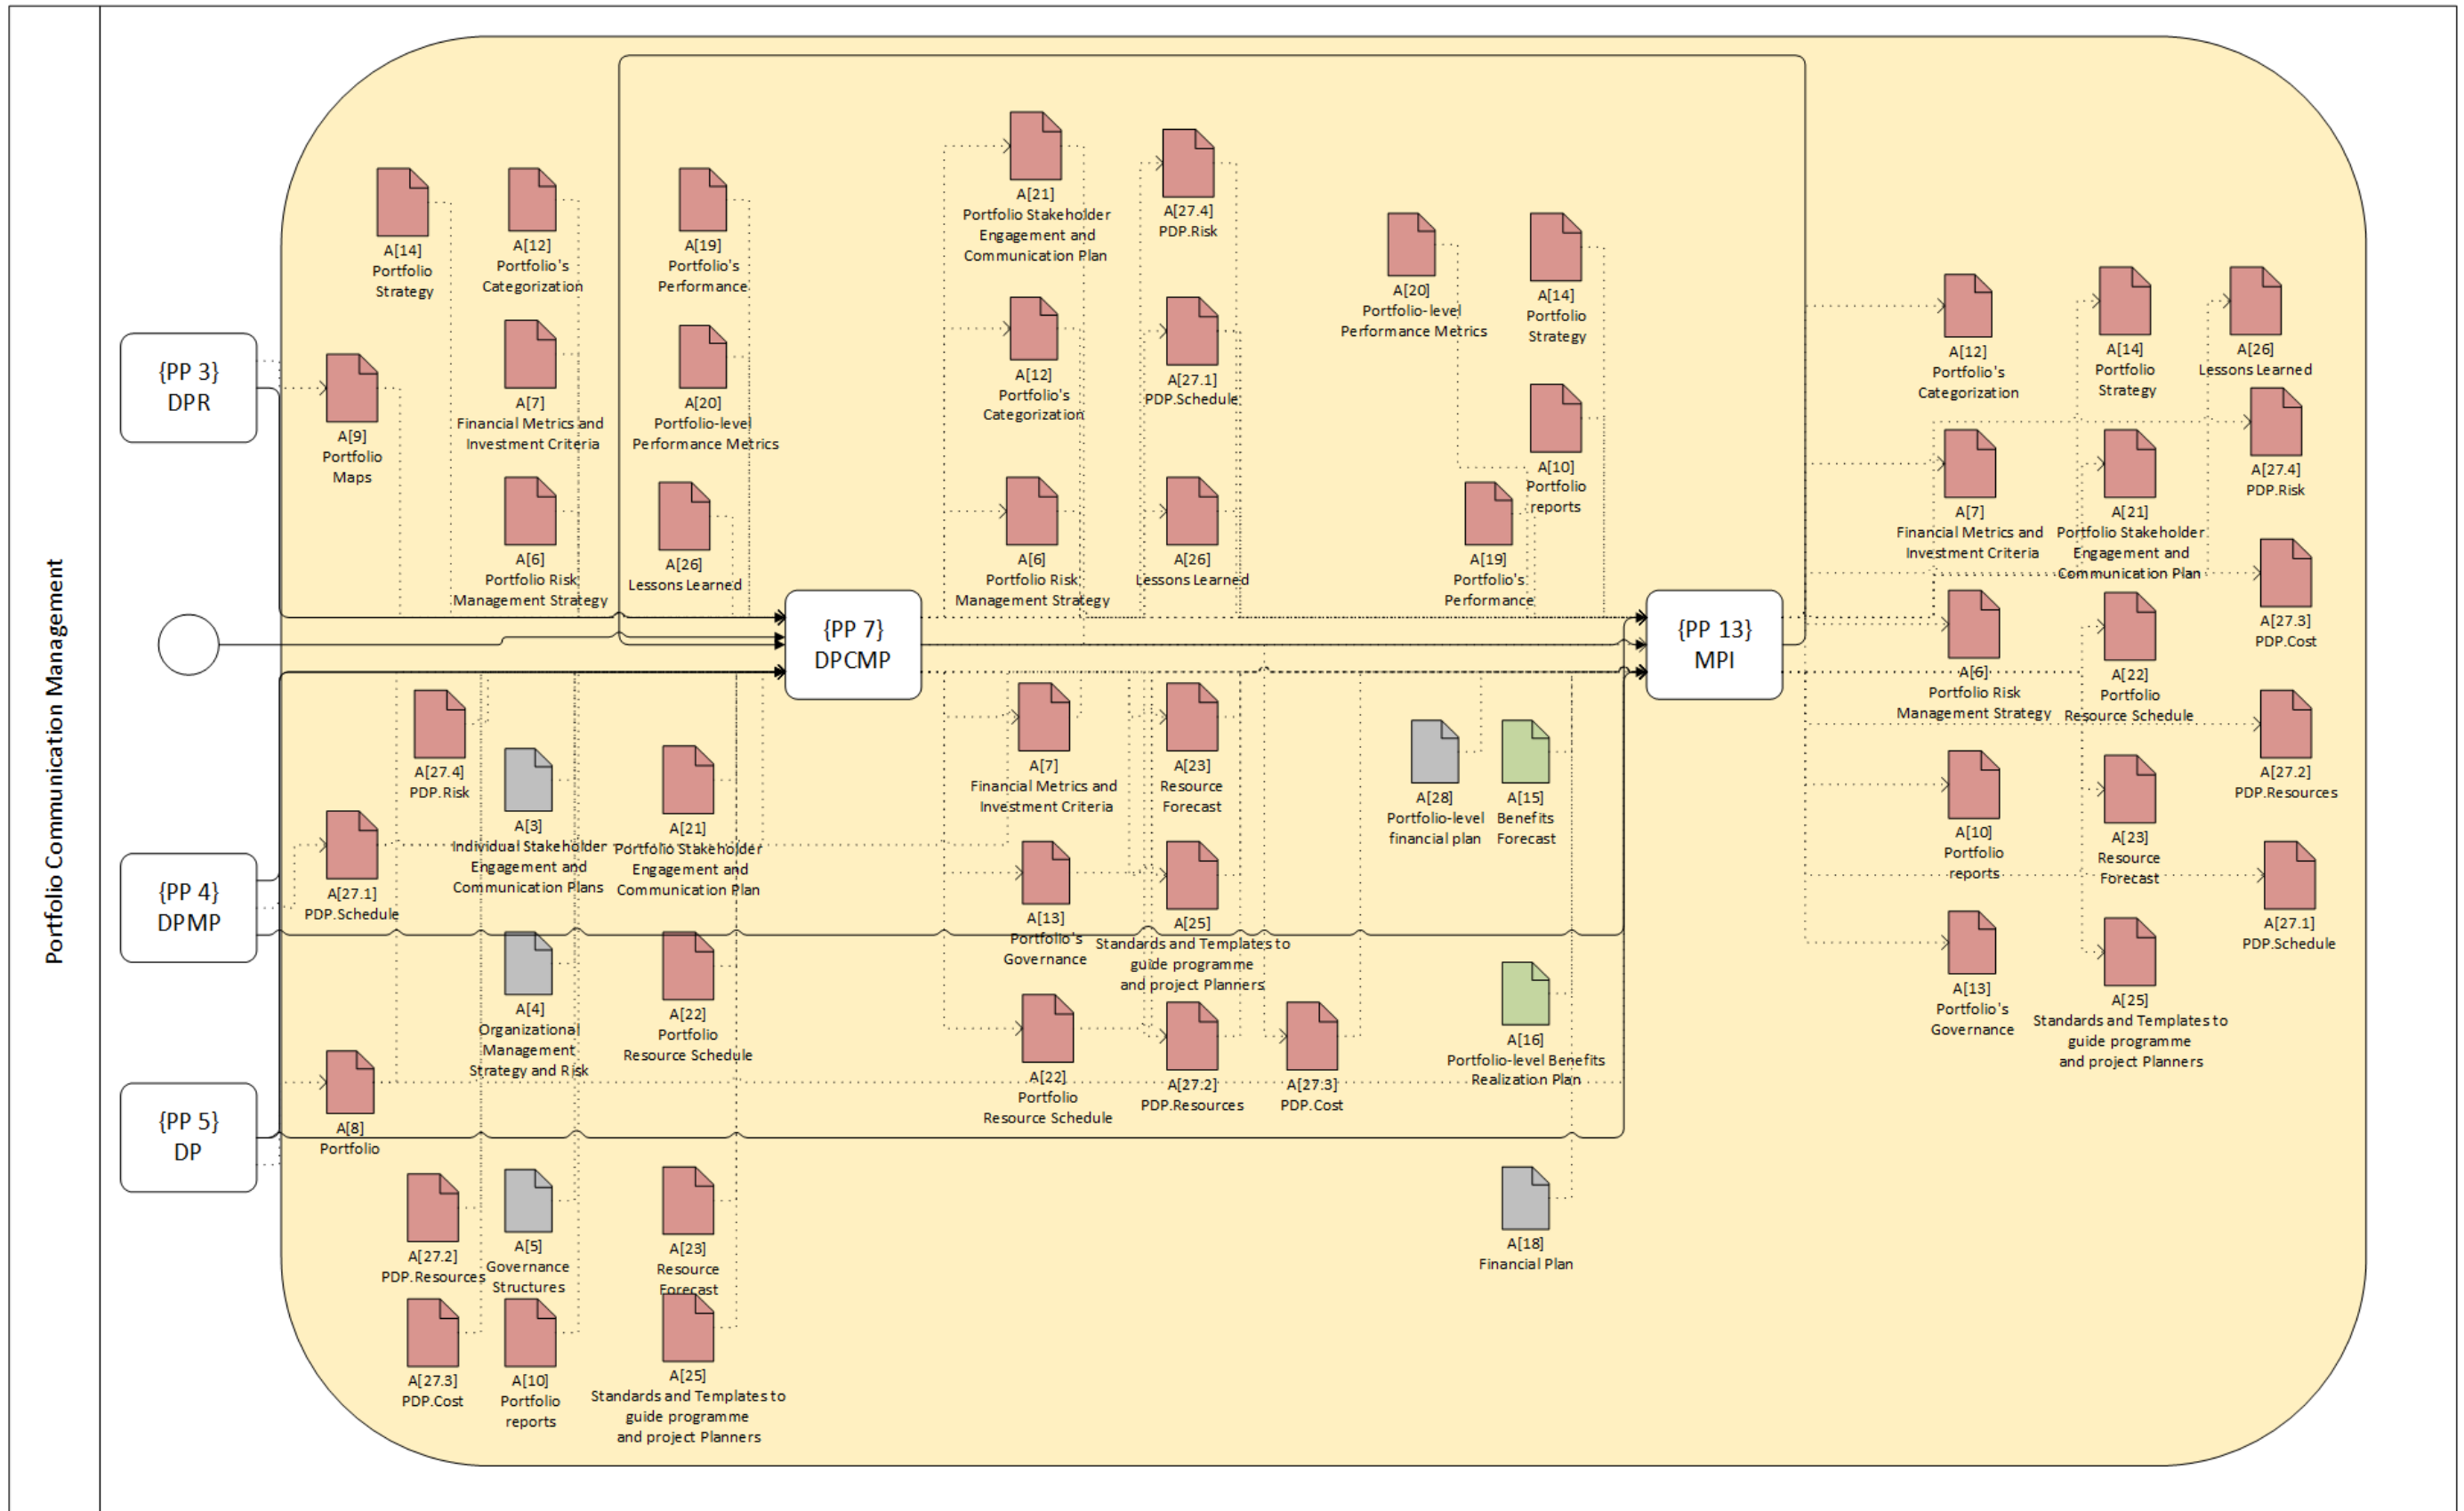 Portfolio Communication Management
{PP 3}
DPR
{PP 4}
DPMP
{PP 5}
DP
A[14]
Portfolio
Strategy
A[12]
Portfolio's
Categorization
A[19]
Portfolio's
Performance
A[9]
Portfolio
Maps
A[7]
Financial Metrics and
Investment Criteria
A[20]
Portfolio-level
Performance Metrics
A[6]
Portfolio Risk
Management Strategy
A[26]
Lessons Learned
{PP 7}
DPCMP
A[27.4]
PDP.Risk
A[3]
Individual Stakeholder
Engagement and
Communication Plans
A[21]
Portfolio Stakeholder
Engagement and
Communication Plan
A[27.1]
PDP.Schedule
A[4]
Organizational
Management
Strategy and Risk
A[22]
Portfolio
Resource Schedule
A[8]
Portfolio
A[27.2]
PDP.Resources
A[5]
Governance
Structures
A[23]
Resource
Forecast
A[27.3]
PDP.Cost
A[10]
Portfolio
reports
A[25]
Standards and Templates to
guide programme
and project Planners
A[21]
Portfolio Stakeholder
Engagement and
Communication Plan
A[27.4]
PDP.Risk
A[12]
Portfolio's
Categorization
A[27.1]
PDP.Schedule
A[6]
Portfolio Risk
Management Strategy
A[26]
Lessons Learned
A[7]
Financial Metrics and
Investment Criteria
A[23]
Resource
Forecast
A[13]
Portfolio's
Governance
A[25]
Standards and Templates to
guide programme
and project Planners
A[22]
Portfolio
Resource Schedule
A[27.2]
PDP.Resources
A[27.3]
PDP.Cost
A[20]
Portfolio-level
Performance Metrics
A[14]
Portfolio
Strategy
A[10]
Portfolio
reports
A[19]
Portfolio's
Performance
{PP 13}
MPI
A[28]
Portfolio-level
financial plan
A[15]
Benefits
Forecast
A[16]
Portfolio-level Benefits
Realization Plan
A[18]
Financial Plan
A[12]
Portfolio's
Categorization
A[14]
Portfolio
Strategy
A[26]
Lessons Learned
A[7]
Financial Metrics and
Investment Criteria
A[21]
Portfolio Stakeholder
Engagement and
Communication Plan
A[27.4]
PDP.Risk
A[27.3]
PDP.Cost
A[6]
Portfolio Risk
Management Strategy
A[22]
Portfolio
Resource Schedule
A[27.2]
PDP.Resources
A[10]
Portfolio
reports
A[23]
Resource
Forecast
A[27.1]
PDP.Schedule
A[13]
Portfolio's
Governance
A[25]
Standards and Templates to
guide programme
and project Planners